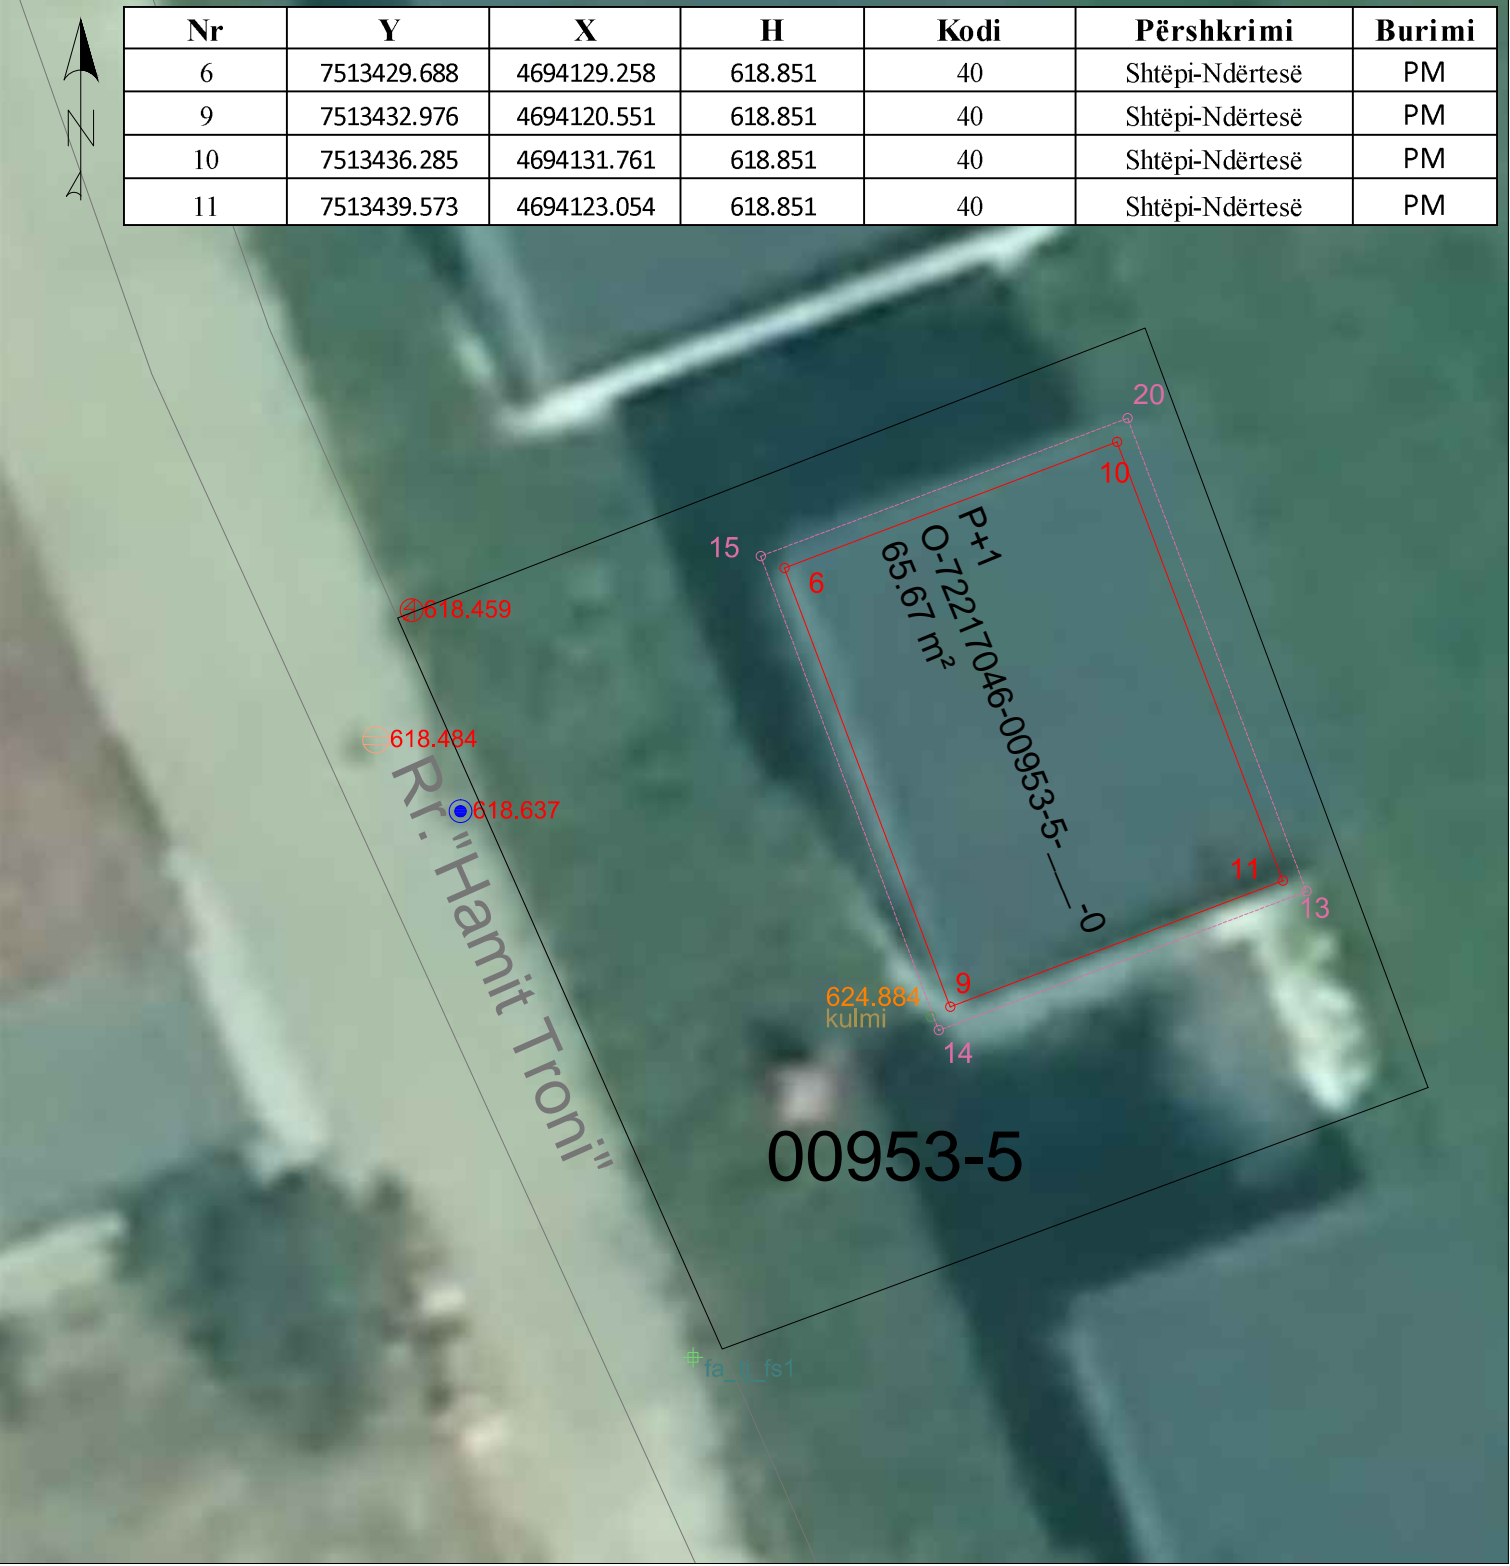 Nr Y X H Kodi Përshkrimi Burimi
6 7513429.688 4694129.258 618.851 40 Shtëpi-Ndërtesë PM
9 7513432.976 4694120.551 618.851 40 Shtëpi-Ndërtesë PM
10 7513436.285 4694131.761 618.851 40 Shtëpi-Ndërtesë PM
11 7513439.573 4694123.054 618.851 40 Shtëpi-Ndërtesë PM
N
20
10
15
6
P+1
O-72217046-00953-5-____-0
65.67 m²
618.459
618.484
618.637
Rr."Hamit Troni"
11
13
9
624.884
kulmi
14
00953-5